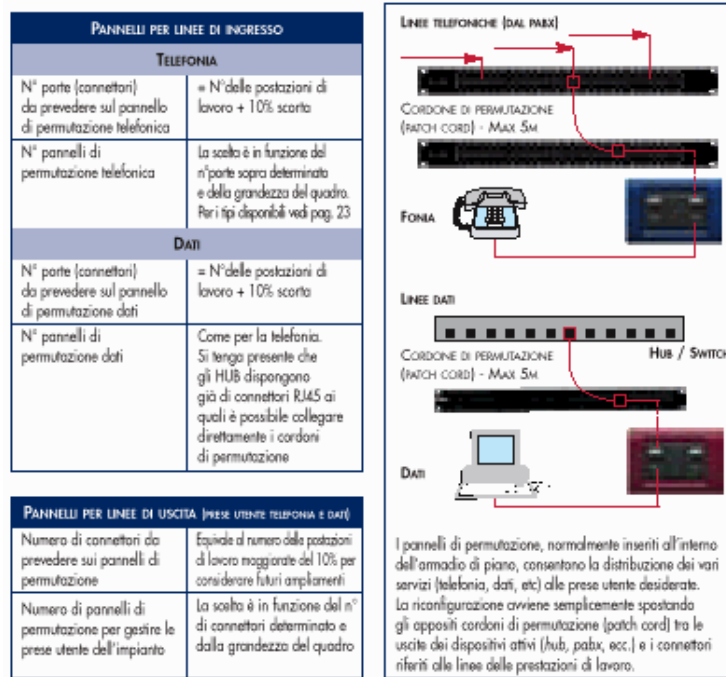 PANNELLI PER LINEE DI INGRESSO
TELEFONIA
N° porte (connettori)
da prevedere sul pannello
di permutazione telefonica
= N°delle postazioni di
lavoro + 10% scorta
N° pannelli di
permutazione telefonica
La scelta è in funzione del
n°porte sopra determinato
e della grandezza del quadro.
Per i tipi disponibili vedi pag. 23
DATI
N° porte (connettori)
da prevedere sul pannello
di permutazione dati
= N°delle postazioni di
lavoro + 10% scorta
N° pannelli di
permutazione dati
Come per la telefonia.
Si tenga presente che
gli HUB dispongono
già di connettori RJ45 ai
quali è possibile collegare
direttamente i cordoni
di permutazione
PANNELLI PER LINEE DI USCITA (PRESE UTENTE TELEFONIA E DATI)
Numero di connettori da
prevedere sui pannelli di
permutazione
Equivale al numero delle postazioni
di lavoro maggiorate del 10% per
considerare futuri ampliamenti
Numero di pannelli di
permutazione per gestire le
prese utente dell'impianto
La scelta è in funzione del n°
di connettori determinato e
dalla grandezza del quadro
LINEE TELEFONICHE (DAL PABX)
CORDONE DI PERMUTAZIONE
(PATCH CORD) - MAX 5M
FONIA
LINEE DATI
HUB / SWITCH
CORDONE DI PERMUTAZIONE
(PATCH CORD) - MAX 5M
DATI
I pannelli di permutazione, normalmente inseriti all'interno
dell'armadio di piano, consentono la distribuzione dei vari
servizi (telefonia, dati, etc) alle prese utente desiderate.
La riconfigurazione avviene semplicemente spostando
gli appositi cordoni di permutazione (patch cord) tra le
uscite dei dispositivi attivi (hub, pabx, ecc.) e i connettori
riferiti alle linee delle prestazioni di lavoro.